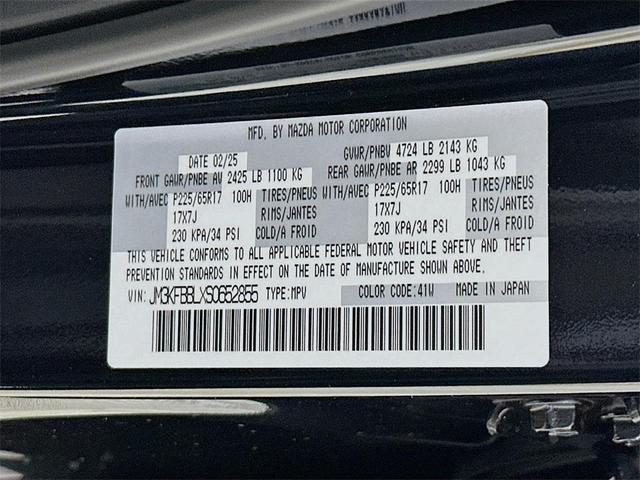 MFD. BY MAZDA MOTOR CORPORATION
DATE 02/25 GVWR/PNBV 4724 LB 2143 KG
FRONT GAWR/PNBE AV 2425 LB 1100 KG REAR GAWR/PNBE AR 2299 LB 1043 KG
WITH/AVEC P225/65R17 100H TIRES/PNEUS WITH/AVEC P225/65R17 100H TIRES/PNEUS
17X7J RIMS/JANTES 17X7J RIMS/JANTES
230 KPA/34 PSI COLD/A FROID 230 KPA/34 PSI COLD/A FROID
THIS VEHICLE CONFORMS TO ALL APPLICABLE FEDERAL MOTOR VEHICLE SAFETY AND THEFT
PREVENTION STANDARDS IN EFFECT ON THE DATE OF MANUFACTURE SHOWN ABOVE.
VIN: JM3KFBBLXS0652855 TYPE:MPV COLOR CODE:41W MADE IN JAPAN